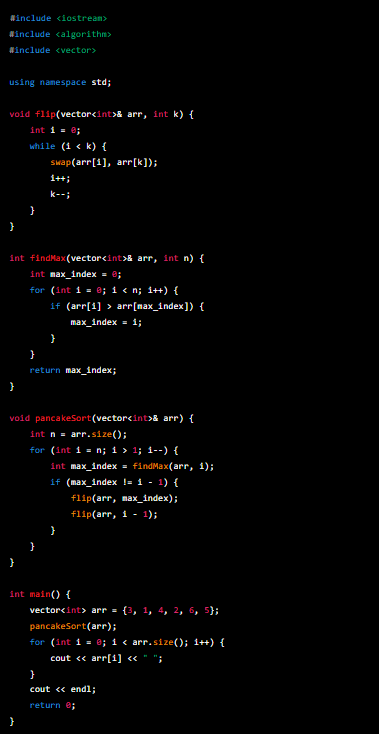 #include <iostream>
#include <algorithm>
#include <vector>

using namespace std;

void flip(vector<int>& arr, int k) {
    int i = 0;
    while (i < k) {
        swap(arr[i], arr[k]);
        i++;
        k--;
    }
}

int findMax(vector<int>& arr, int n) {
    int max_index = 0;
    for (int i = 0; i < n; i++) {
        if (arr[i] > arr[max_index]) {
            max_index = i;
        }
    }
    return max_index;
}

void pancakeSort(vector<int>& arr) {
    int n = arr.size();
    for (int i = n; i > 1; i--) {
        int max_index = findMax(arr, i);
        if (max_index != i - 1) {
            flip(arr, max_index);
            flip(arr, i - 1);
        }
    }
}

int main() {
    vector<int> arr = {3, 1, 4, 2, 6, 5};
    pancakeSort(arr);
    for (int i = 0; i < arr.size(); i++) {
        cout << arr[i] << " ";
    }
    cout << endl;
    return 0;
}